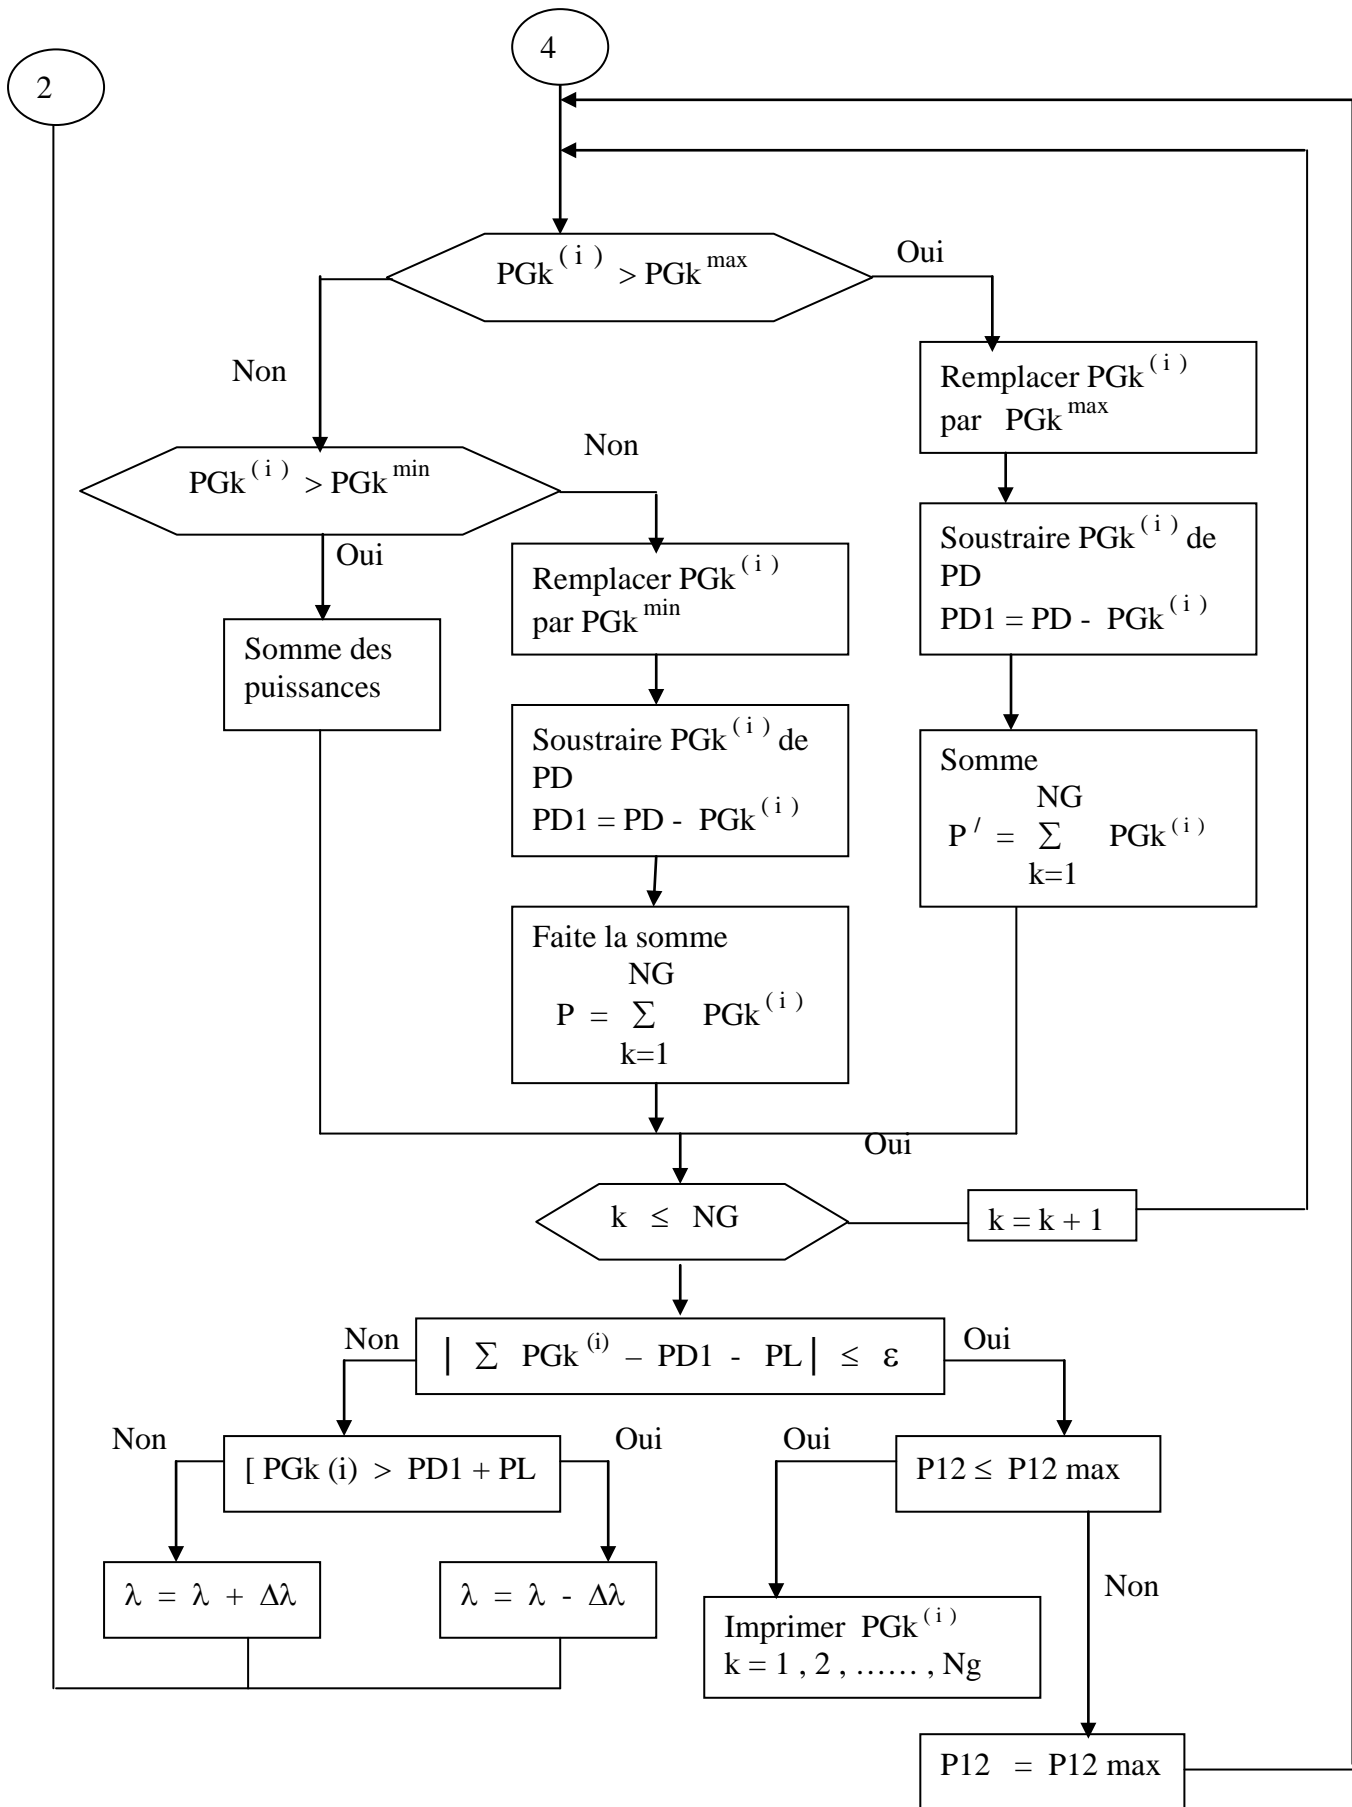 4
2
PGk ( i ) > PGk max
Oui
Non
Remplacer PGk ( i )
par PGk max
PGk ( i ) > PGk min
Non
Oui
Soustraire PGk ( i ) de
PD
PD1 = PD - PGk ( i )
Remplacer PGk ( i )
par PGk min
Somme des
puissances
Soustraire PGk ( i ) de
PD
PD1 = PD - PGk ( i )
Somme
NG
P / = ∑ PGk ( i )
k=1
Faite la somme
NG
P = ∑ PGk ( i )
k=1
Oui
k ≤ NG
k = k + 1
Non
| ∑ PGk (i) – PD1 - PL | ≤ ε
Oui
Non
[ PGk (i) > PD1 + PL
Oui
Oui
P12 ≤ P12 max
λ = λ + Δλ
λ = λ - Δλ
Non
Imprimer PGk ( i )
k = 1 , 2 , …… , Ng
P12 = P12 max